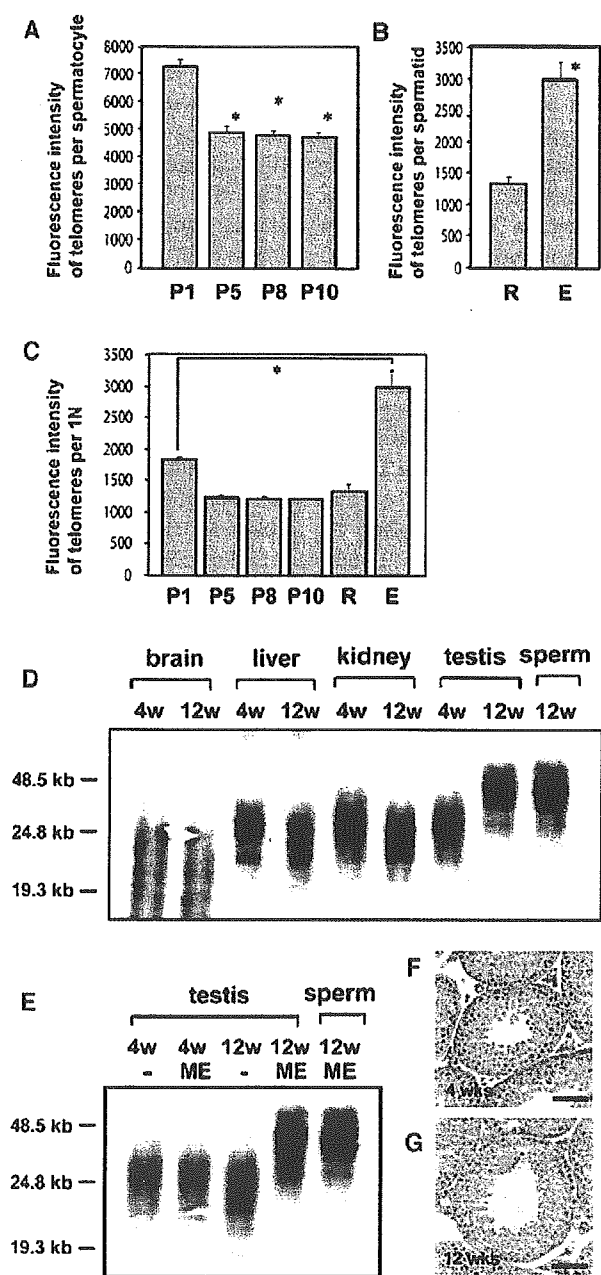 A
Fluorescence intensity
of telomeres per spermatocyte
8000
7000
6000
5000
4000
3000
2000
1000
0
* * *
P1 P5 P8 P10
B
Fluorescence intensity
of telomeres per spermatid
3500
3000
2500
2000
1500
1000
500
0
*
R E
C
Fluorescence intensity
of telomeres per 1N
3500
3000
2500
2000
1500
1000
500
0
*
P1 P5 P8 P10 R E
D
brain liver kidney testis sperm
4w 12w 4w 12w 4w 12w 4w 12w 12w
48.5 kb
24.8 kb
19.3 kb
E
testis sperm
4w 4w 12w 12w 12w
- ME - ME ME
48.5 kb
24.8 kb
19.3 kb
F
4 wks
G
12 wks